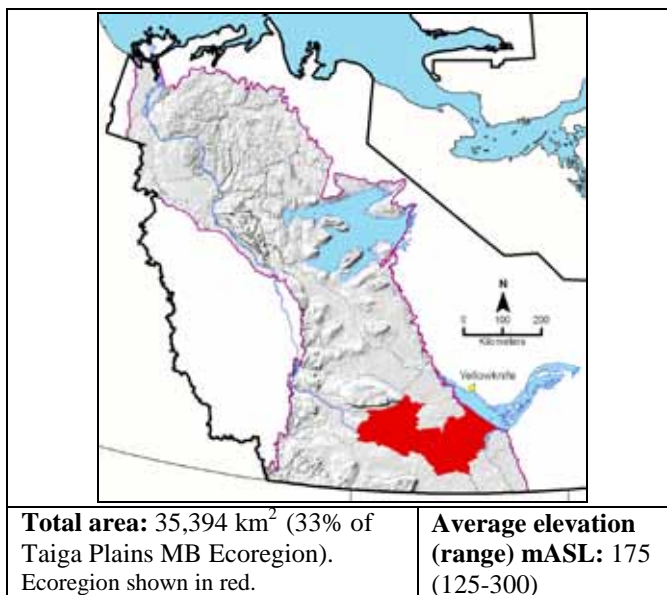 N
0 100 200
Kilometers
Yellowknife
Total area: 35,394 km² (33% of
Taiga Plains MB Ecoregion).
Ecoregion shown in red.
Average elevation
(range) mASL: 175
(125-300)